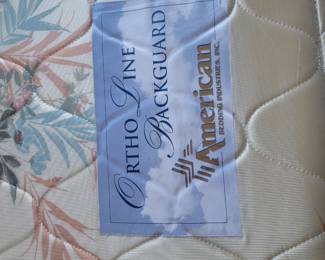 ORTHO LINE
BACKGUARD
American
BEDDING INDUSTRIES, INC.